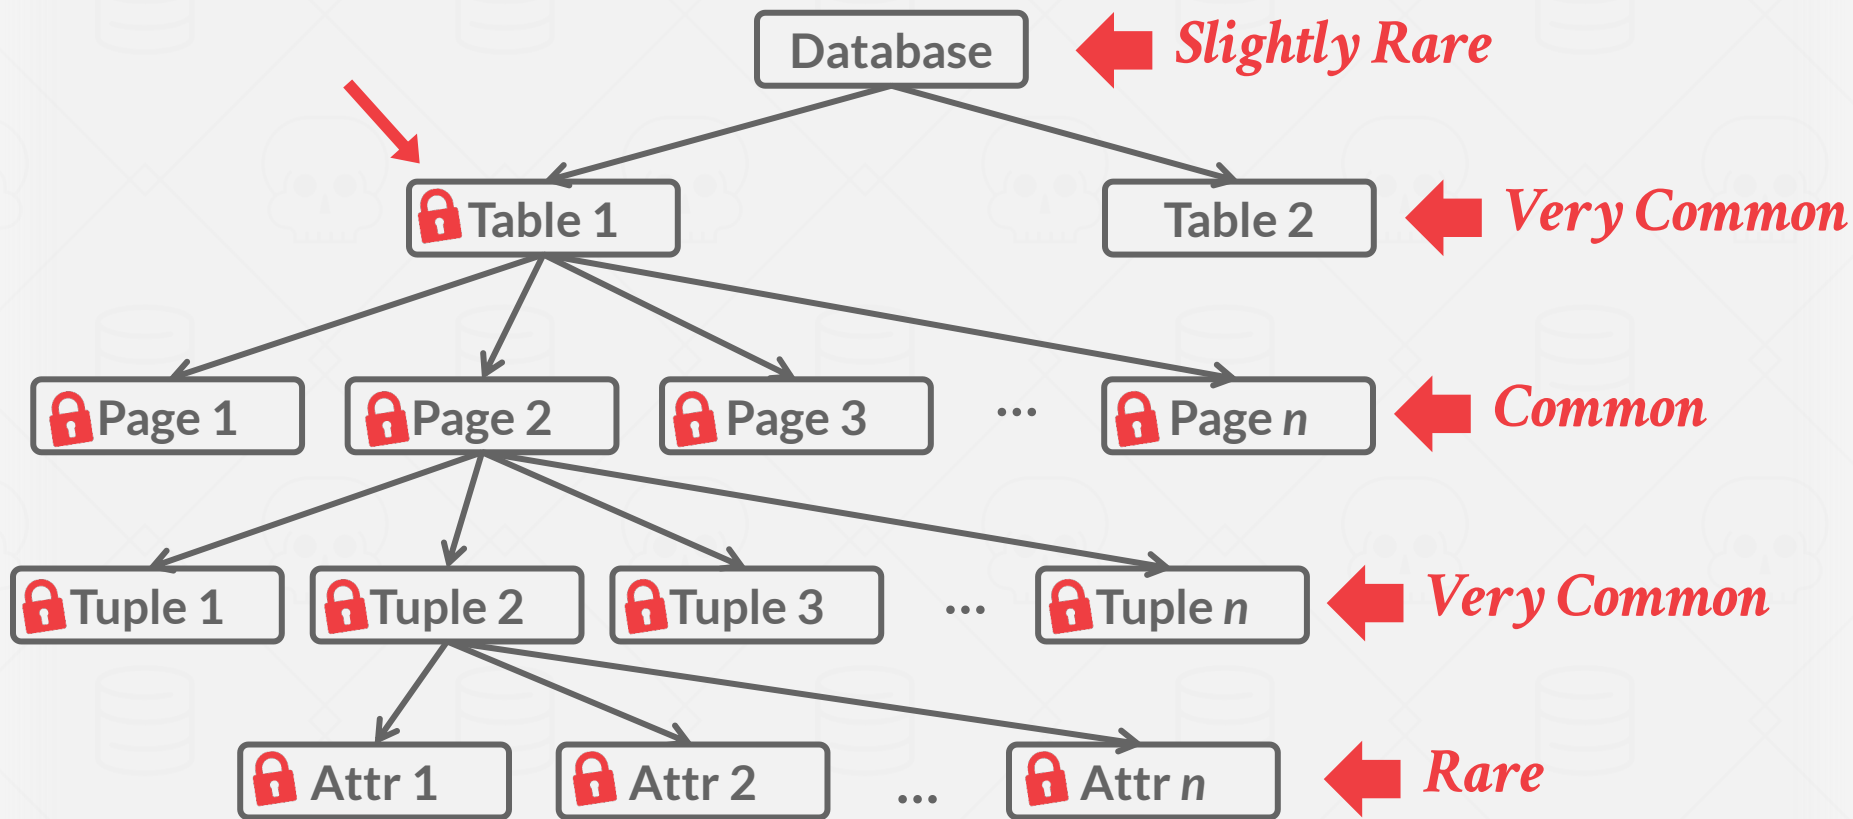 Database
Slightly Rare
Table 1
Table 2
Very Common
Page 1
Page 2
Page 3
...
Page n
Common
Tuple 1
Tuple 2
Tuple 3
...
Tuple n
Very Common
Attr 1
Attr 2
...
Attr n
Rare